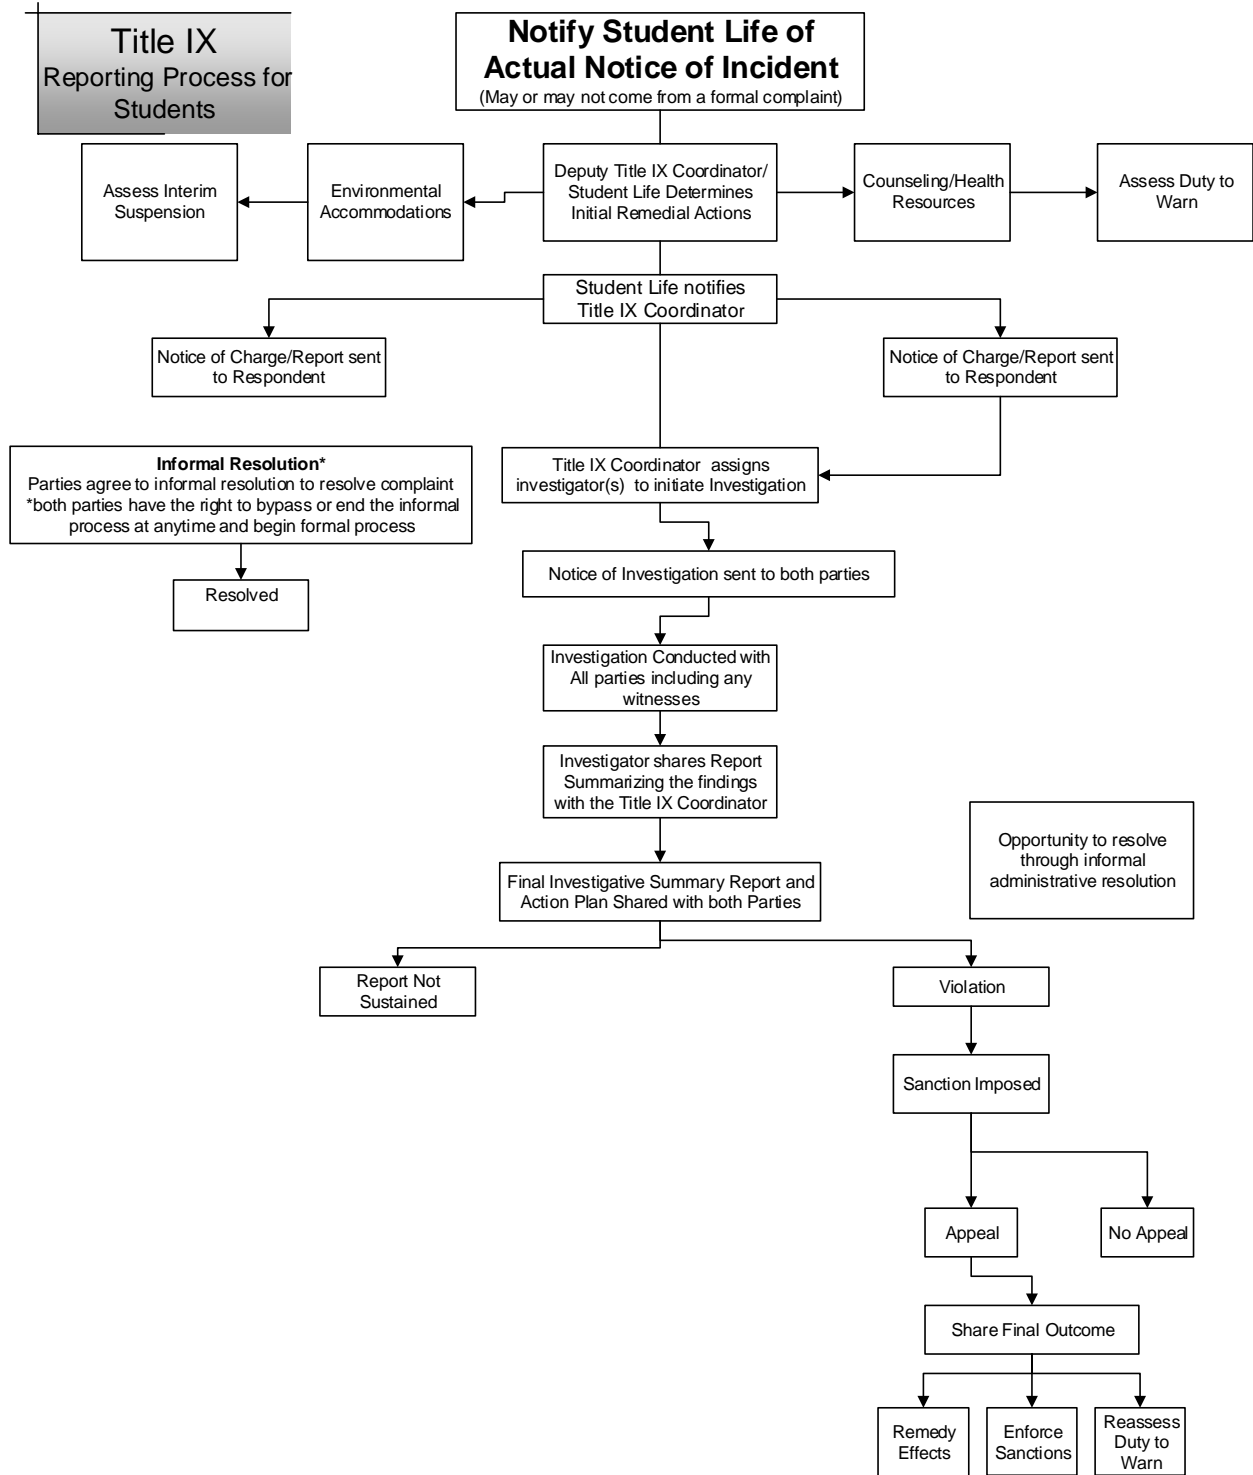 Title IX
Reporting Process for
Students
Notify Student Life of
Actual Notice of Incident
(May or may not come from a formal complaint)
Assess Interim
Suspension
Environmental
Accommodations
Deputy Title IX Coordinator/
Student Life Determines
Initial Remedial Actions
Counseling/Health
Resources
Assess Duty to
Warn
Student Life notifies
Title IX Coordinator
Notice of Charge/Report sent
to Respondent
Notice of Charge/Report sent
to Respondent
Informal Resolution*
Parties agree to informal resolution to resolve complaint
*both parties have the right to bypass or end the informal
process at anytime and begin formal process
Title IX Coordinator assigns
investigator(s) to initiate Investigation
Notice of Investigation sent to both parties
Resolved
Investigation Conducted with
All parties including any
witnesses
Investigator shares Report
Summarizing the findings
with the Title IX Coordinator
Opportunity to resolve
through informal
administrative resolution
Final Investigative Summary Report and
Action Plan Shared with both Parties
Report Not
Sustained
Violation
Sanction Imposed
Appeal
No Appeal
Share Final Outcome
Remedy
Effects
Enforce
Sanctions
Reassess
Duty to
Warn